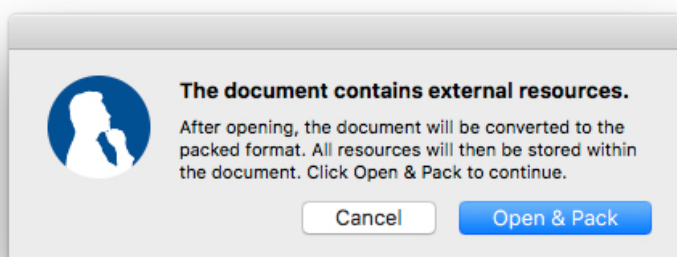 The document contains external resources.
After opening, the document will be converted to the
packed format. All resources will then be stored within
the document. Click Open & Pack to continue.
Cancel
Open & Pack